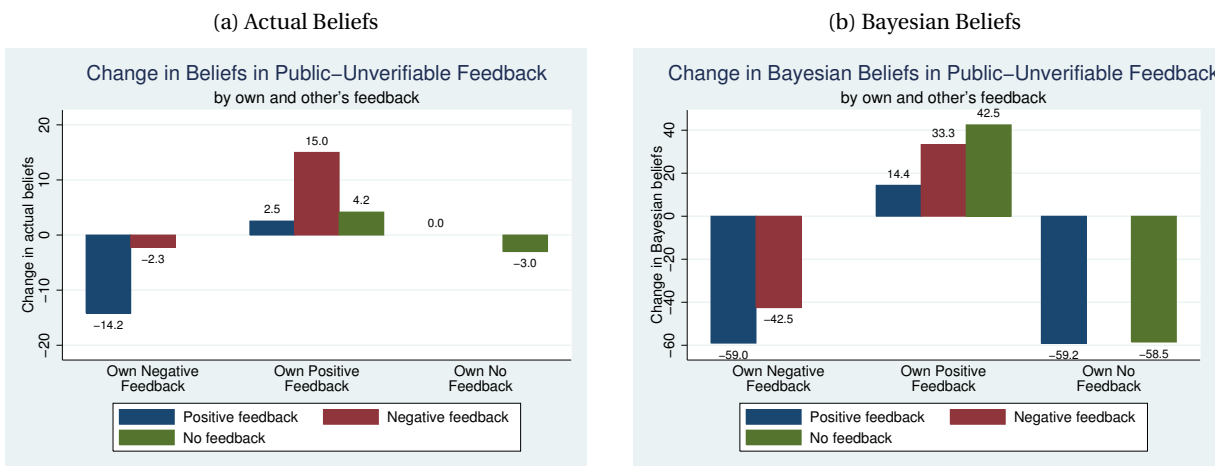 (a) Actual Beliefs
Change in Beliefs in Public−Unverifiable Feedback
by own and other's feedback
Change in actual beliefs
20
10
0
−10
−20
−14.2
−2.3
2.5
15.0
4.2
0.0
−3.0
Own Negative
Feedback
Own Positive
Feedback
Own No
Feedback
Positive feedback
Negative feedback
No feedback
(b) Bayesian Beliefs
Change in Bayesian Beliefs in Public−Unverifiable Feedback
by own and other's feedback
Change in Bayesian beliefs
40
20
0
−20
−40
−60
−59.0
−42.5
14.4
33.3
42.5
−59.2
−58.5
Own Negative
Feedback
Own Positive
Feedback
Own No
Feedback
Positive feedback
Negative feedback
No feedback